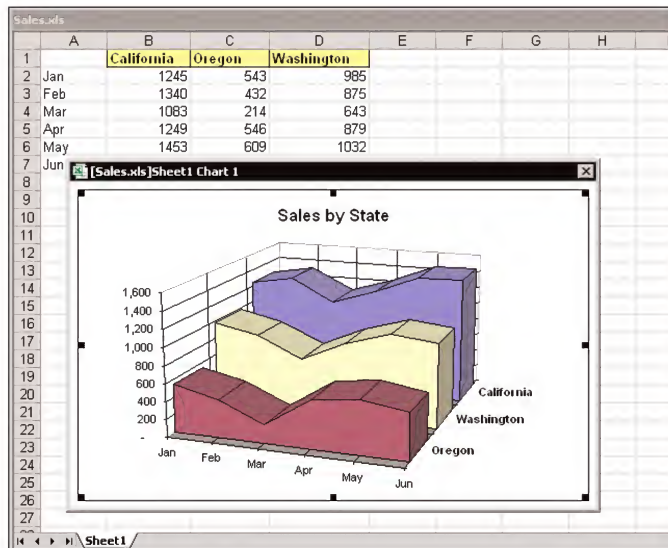 Sales.xls
A B C D E F G H
1 California Oregon Washington
2 Jan 1245 543 985
3 Feb 1340 432 875
4 Mar 1083 214 643
5 Apr 1249 546 879
6 May 1453 609 1032
7 Jun
8
9
10
11
12
13
14
15
16
17
18
19
20
21
22
23
24
25
26
27
[Sales.xls]Sheet1 Chart 1
Sales by State
1,600
1,400
1,200
1,000
800
600
400
200
-
Jan Feb Mar Apr May Jun
California
Washington
Oregon
Sheet1